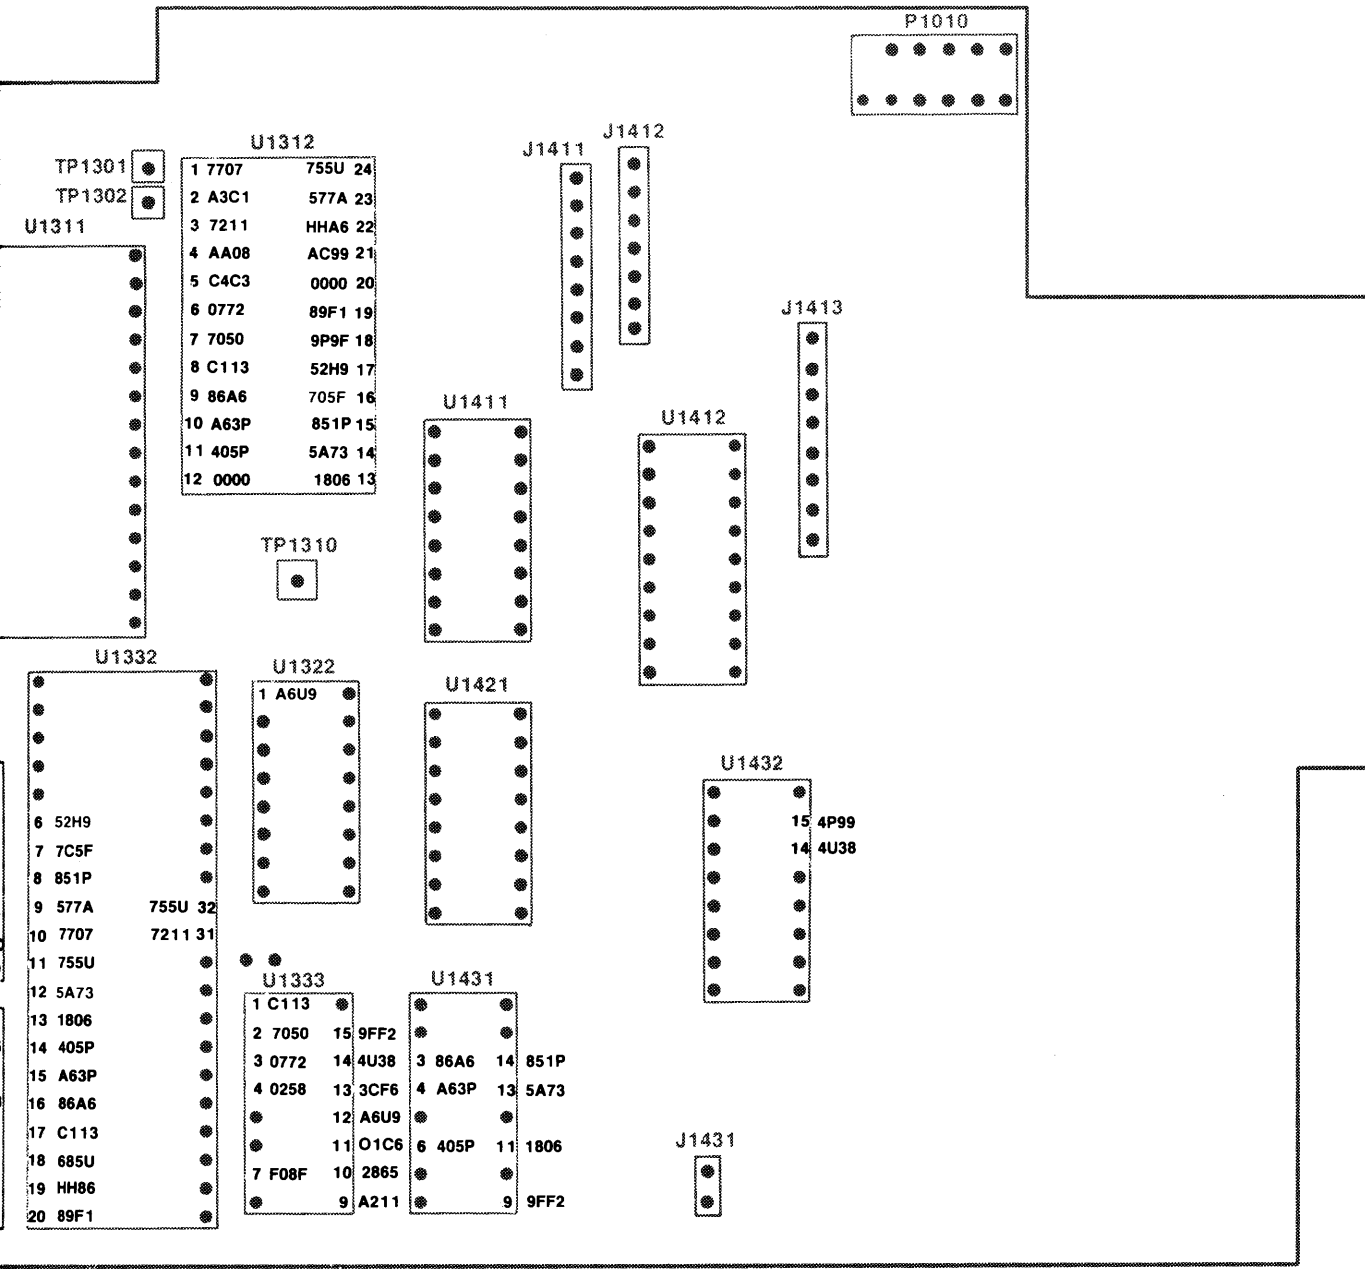 P1010
J1412
J1411
U1312
TP1301
1 7707 755U 24
TP1302
2 A3C1 577A 23
U1311
3 7211 HHA6 22
4 AA08 AC99 21
5 C4C3 0000 20
6 0772 89F1 19
J1413
7 7050 9P9F 18
8 C113 52H9 17
9 86A6 705F 16
U1411
U1412
10 A63P 851P 15
11 405P 5A73 14
12 0000 1806 13
TP1310
U1332
U1322
1 A6U9
U1421
U1432
6 52H9
15 4P99
7 7C5F
14 4U38
8 851P
9 577A 755U 32
10 7707 7211 31
11 755U
U1333
U1431
12 5A73
1 C113
13 1806
2 7050 15 9FF2
14 405P
3 0772 14 4U38 3 86A6 14 851P
15 A63P
4 0258 13 3CF6 4 A63P 13 5A73
16 86A6
12 A6U9
17 C113
11 O1C6 6 405P 11 1806
J1431
18 685U
7 F08F 10 2865
19 HH86
9 A211 9 9FF2
20 89F1